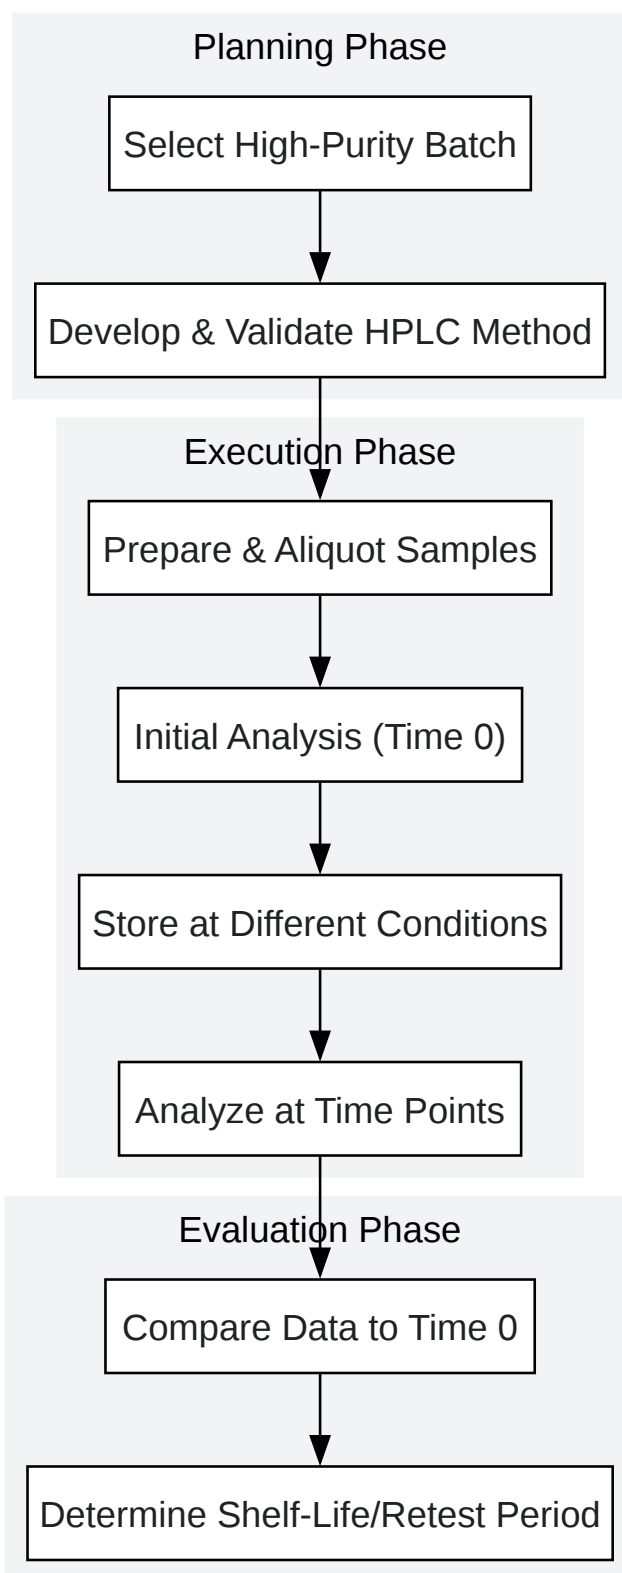 Planning Phase
Select High-Purity Batch
Develop & Validate HPLC Method
Execution Phase
Prepare & Aliquot Samples
Initial Analysis (Time 0)
Store at Different Conditions
Analyze at Time Points
Evaluation Phase
Compare Data to Time 0
Determine Shelf-Life/Retest Period